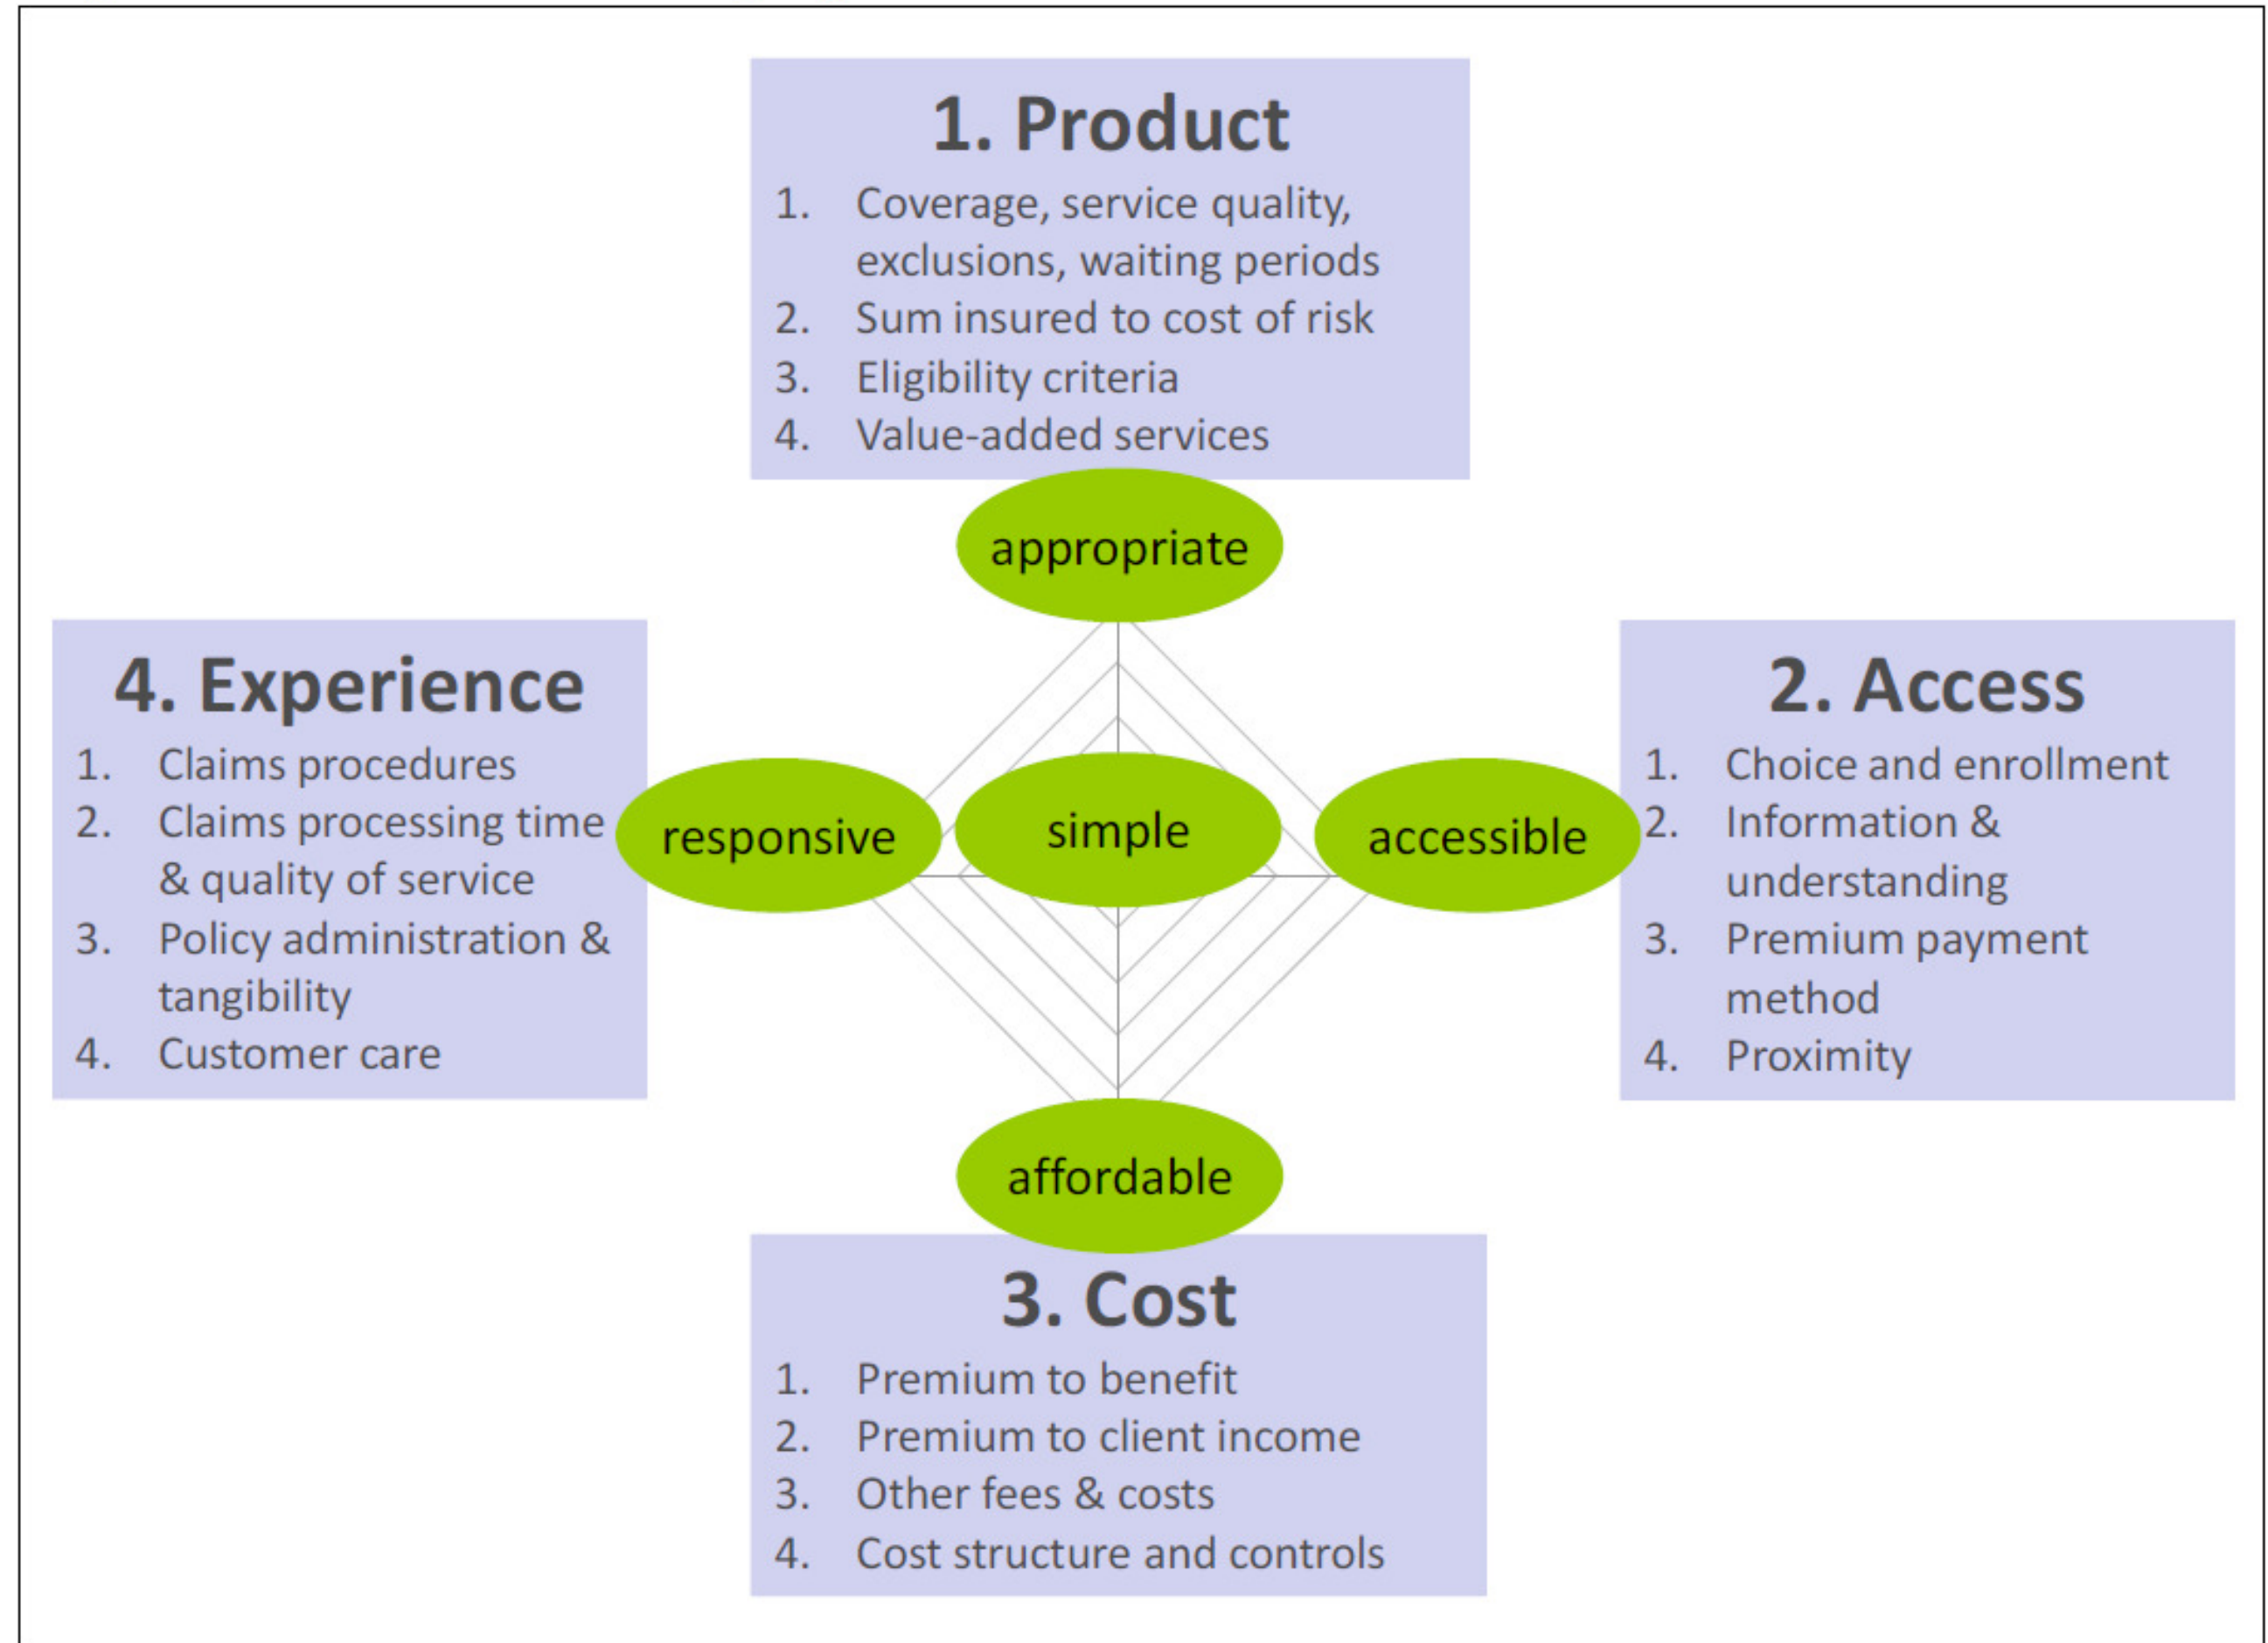 1. Product
1. Coverage, service quality,
exclusions, waiting periods
2. Sum insured to cost of risk
3. Eligibility criteria
4. Value-added services
appropriate
4. Experience
1. Claims procedures
2. Claims processing time
& quality of service
3. Policy administration &
tangibility
4. Customer care
responsive
simple
accessible
2. Access
1. Choice and enrollment
2. Information &
understanding
3. Premium payment
method
4. Proximity
affordable
3. Cost
1. Premium to benefit
2. Premium to client income
3. Other fees & costs
4. Cost structure and controls